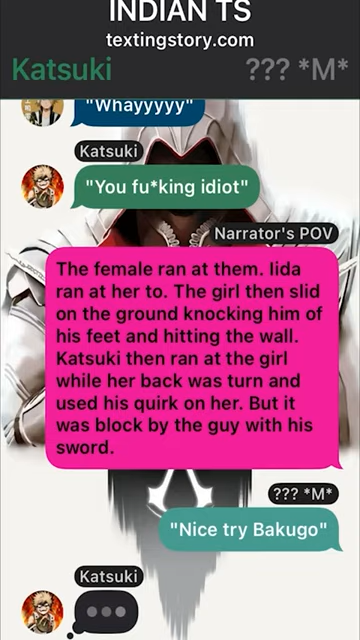 INDIAN TS
textingstory.com
Katsuki
??? *M*
"Whayyyyy"
Katsuki
"You fu*king idiot"
Narrator's POV
The female ran at them. Iida
ran at her to. The girl then slid
on the ground knocking him of
his feet and hitting the wall.
Katsuki then ran at the girl
while her back was turn and
used his quirk on her. But it
was block by the guy with his
sword.
??? *M*
"Nice try Bakugo"
Katsuki